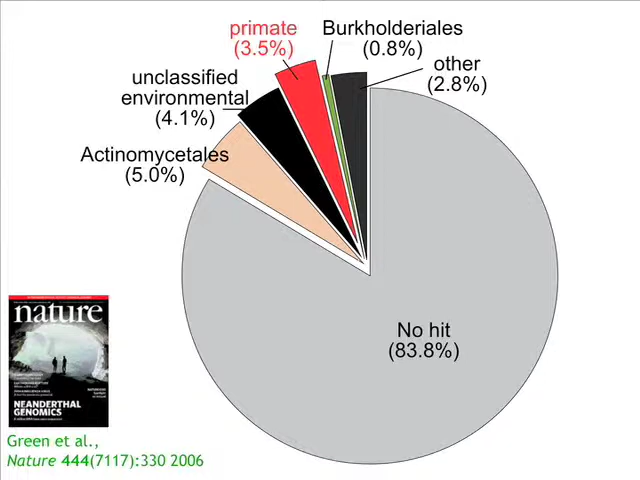 primate
(3.5%)
Burkholderiales
(0.8%)
other
(2.8%)
unclassified
environmental
(4.1%)
Actinomycetales
(5.0%)
No hit
(83.8%)
nature
NEANDERTHAL
GENOMICS
Green et al.,
Nature 444(7117):330 2006